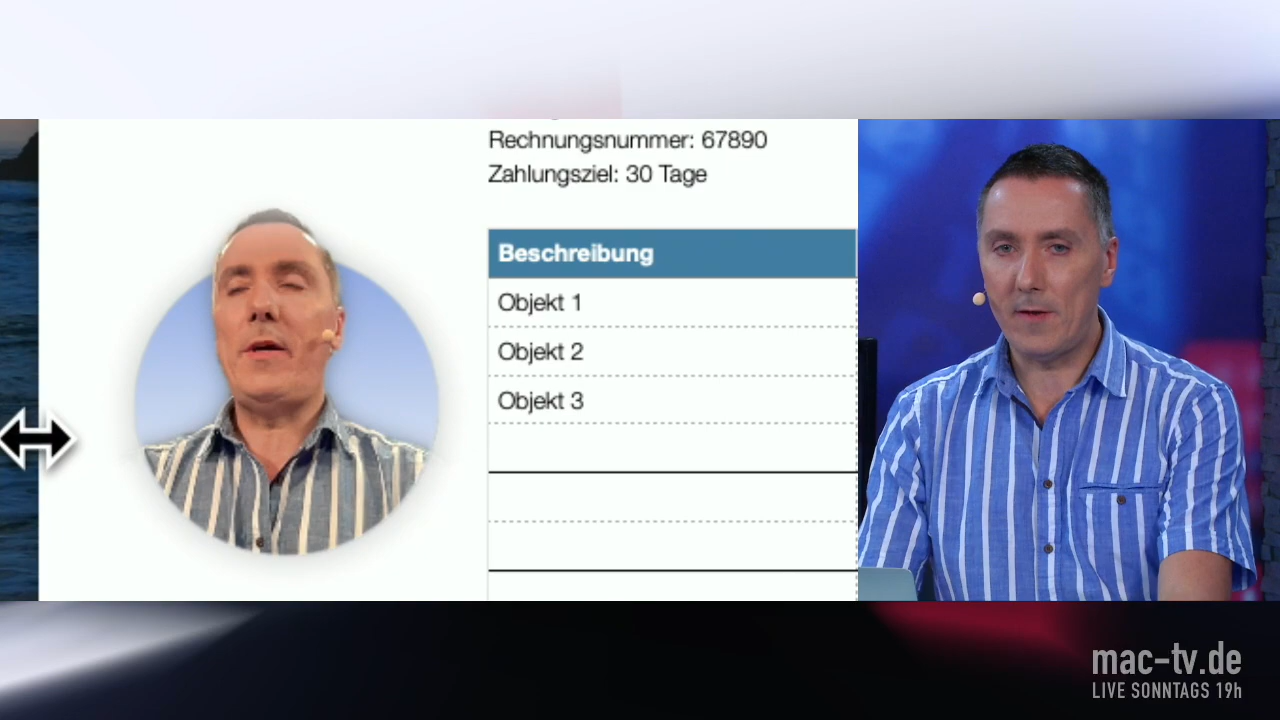 Rechnungsnummer: 67890
Zahlungsziel: 30 Tage
Beschreibung
Objekt 1
Objekt 2
Objekt 3
mac-tv.de
LIVE SONNTAGS 19h